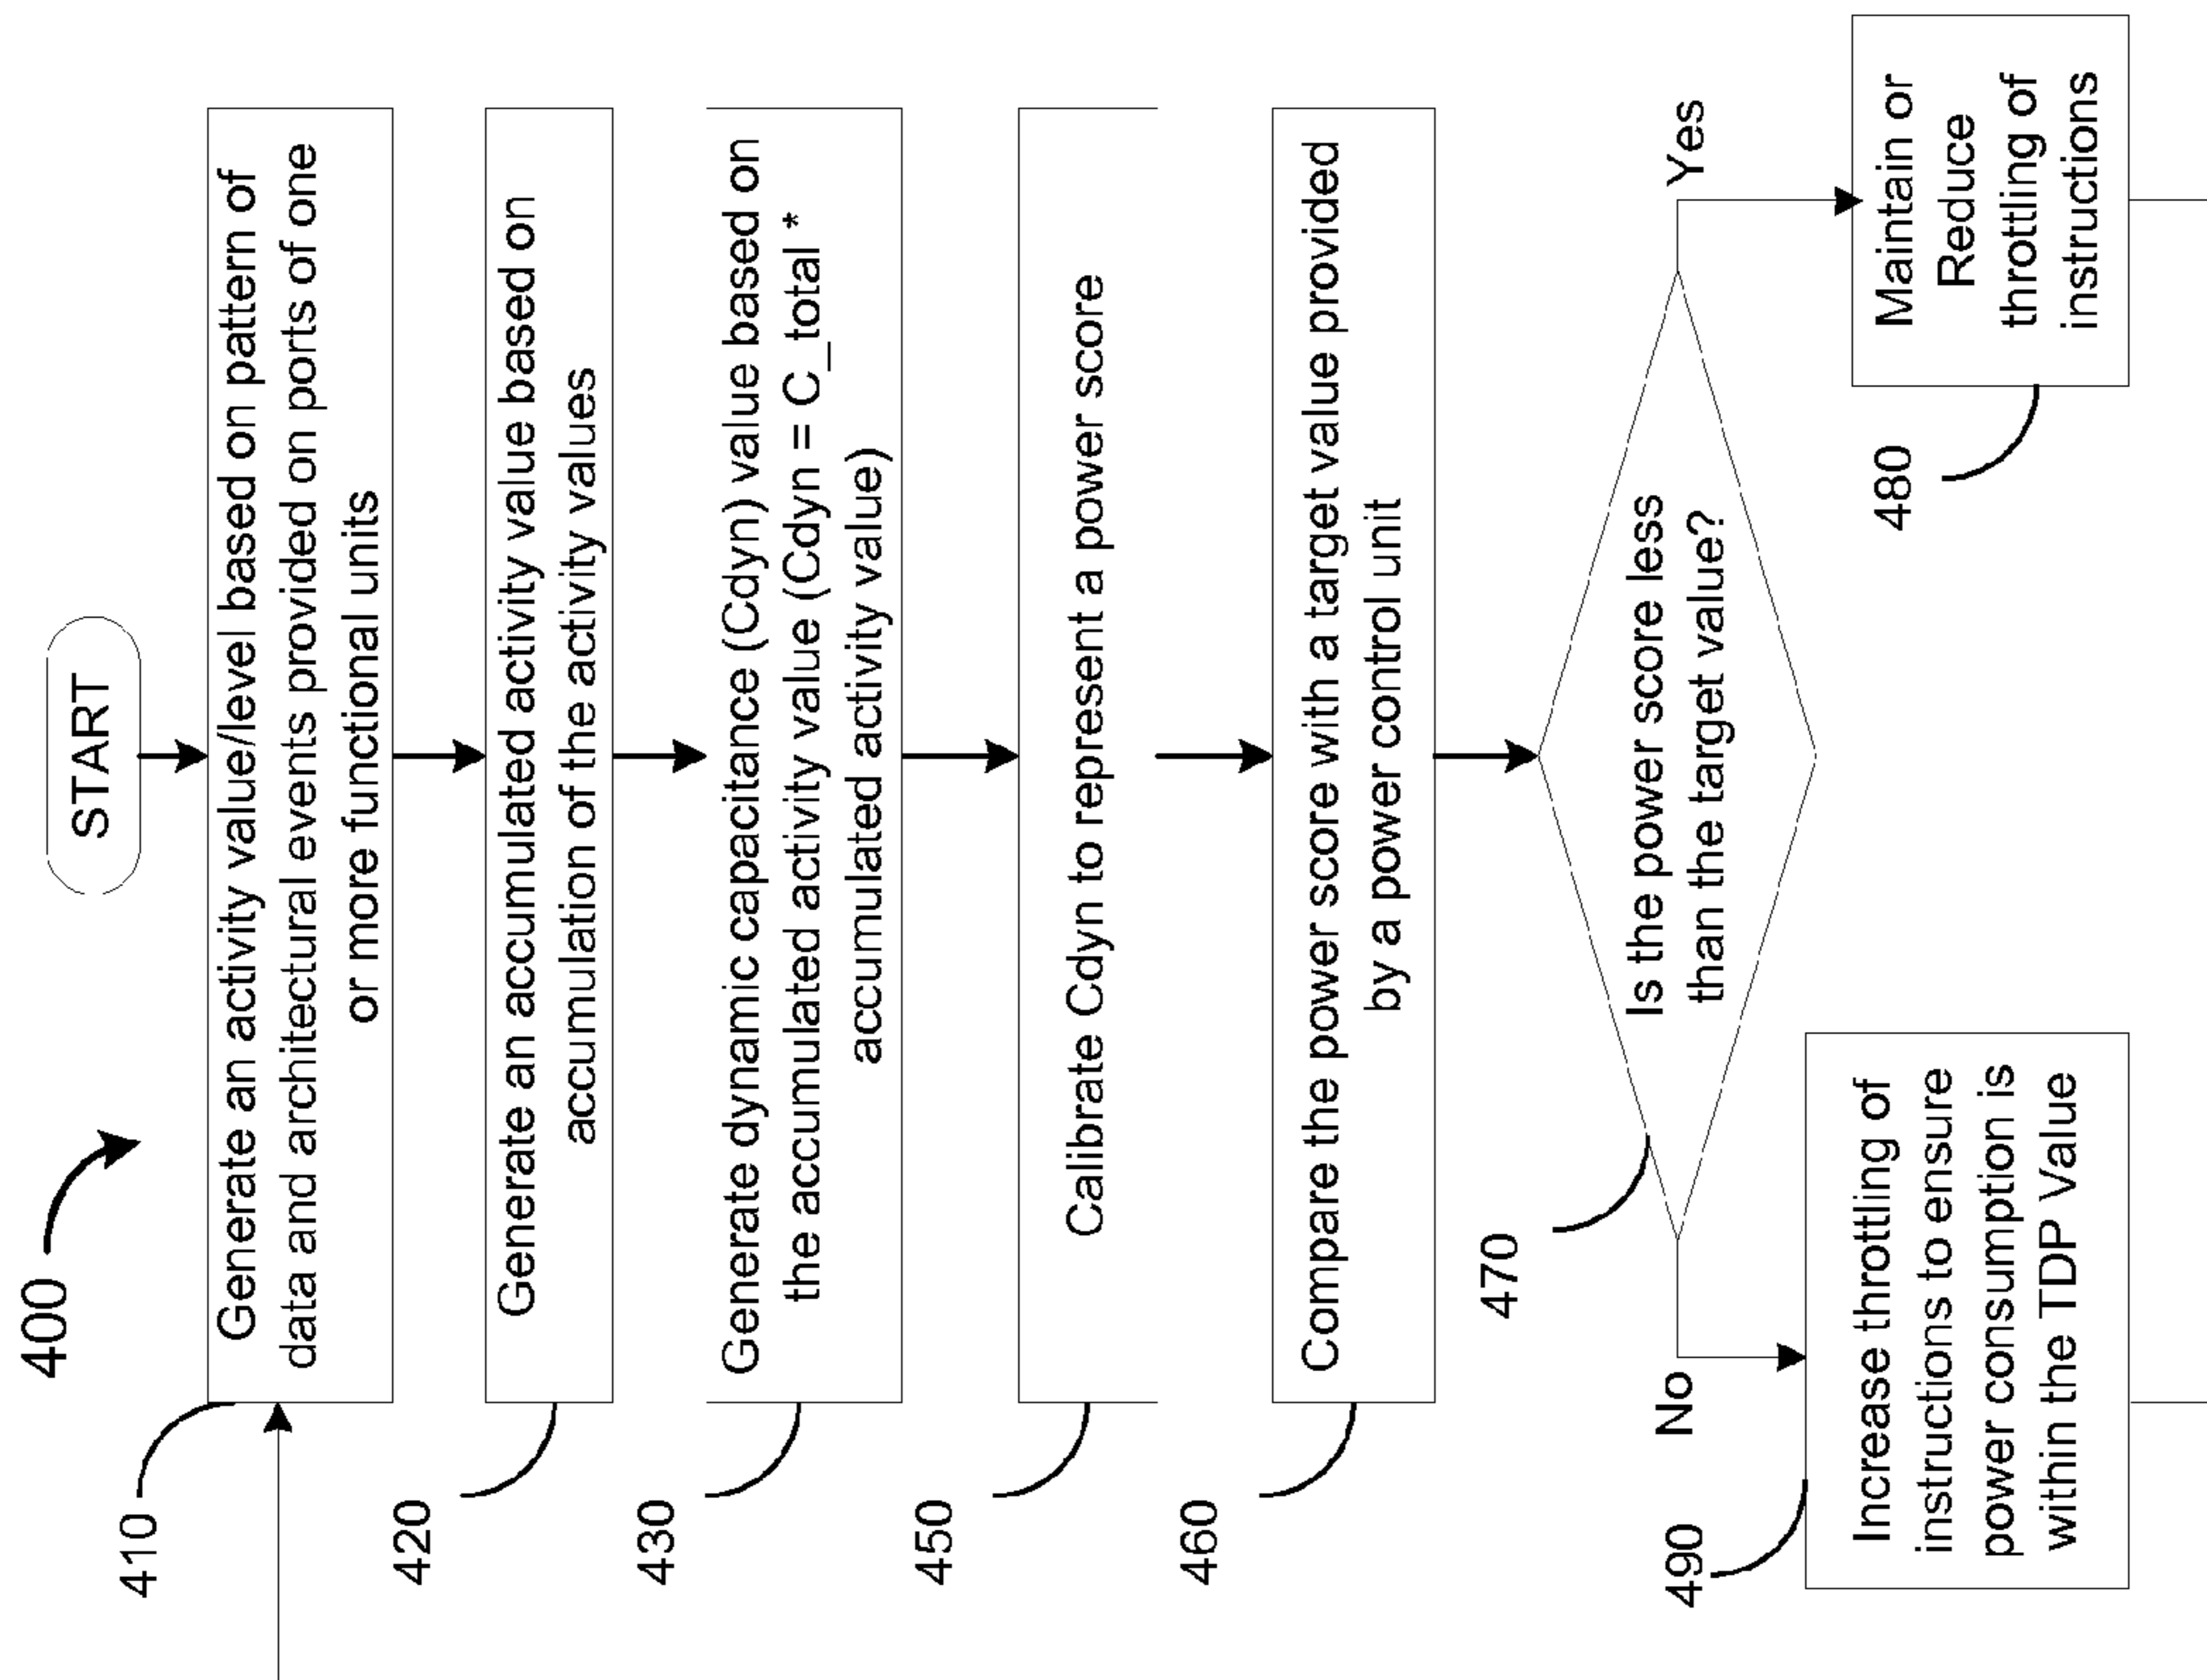 400
START
410
Generate an activity value/level based on pattern of
data and architectural events provided on ports of one
or more functional units
420
Generate an accumulated activity value based on
accumulation of the activity values
430
Generate dynamic capacitance (Cdyn) value based on
the accumulated activity value (Cdyn = C_total *
accumulated activity value)
450
Calibrate Cdyn to represent a power score
460
Compare the power score with a target value provided
by a power control unit
470
Is the power score less
than the target value?
No
Yes
490
Increase throttling of
instructions to ensure
power consumption is
within the TDP Value
480
Maintain or
Reduce
throttling of
instructions